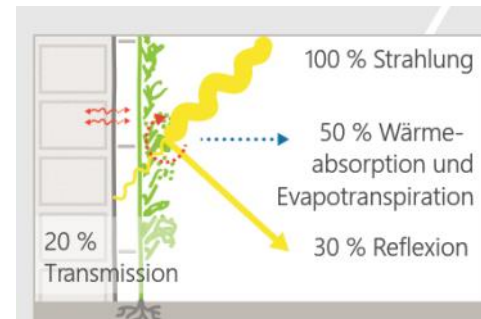 100 % Strahlung
50 % Wärme-
absorption und
Evapotranspiration
30 % Reflexion
20 %
Transmission